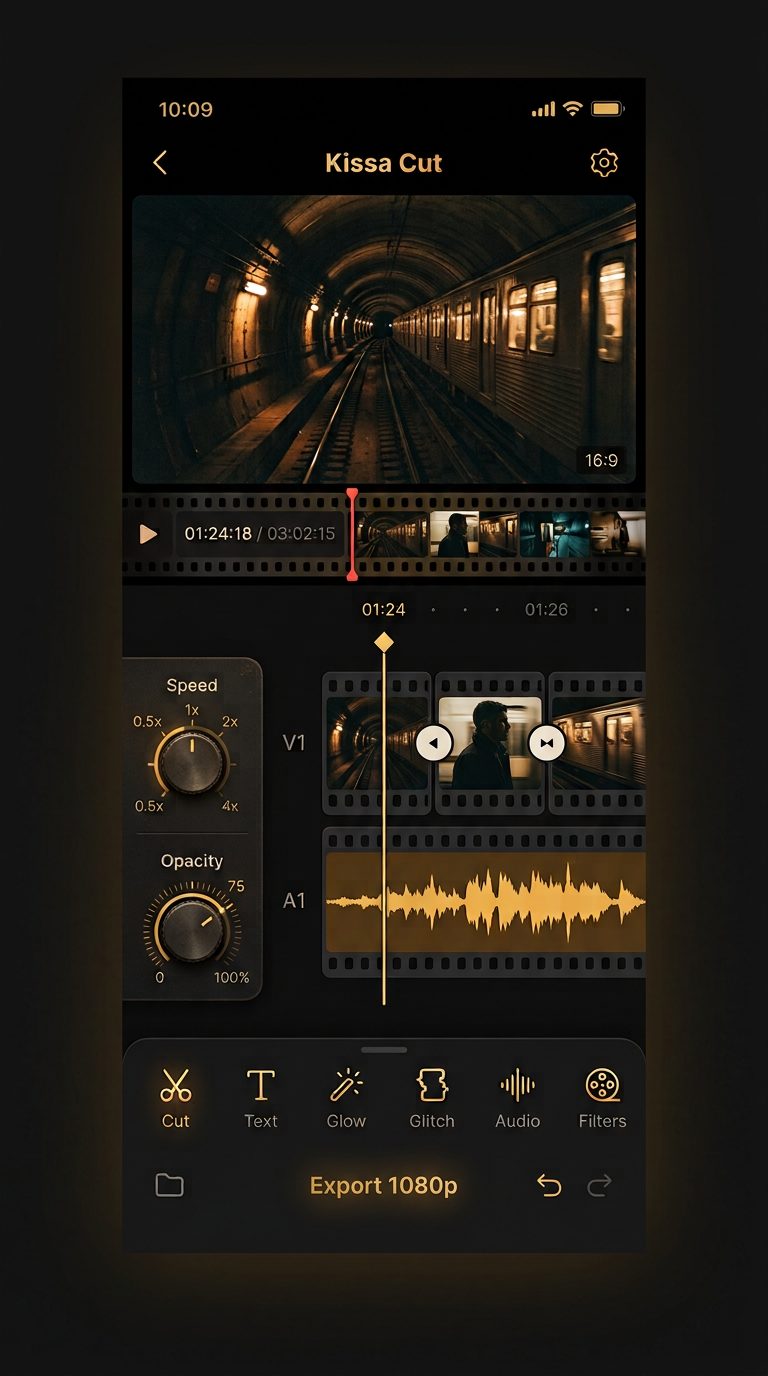 10:09
Kissa Cut
16:9
01:24:18 / 03:02:15
01:24
01:26
Speed
1x
0.5x
2x
0.5x
4x
V1
Opacity
75
0
100%
A1
Cut
Text
Glow
Glitch
Audio
Filters
Export 1080p